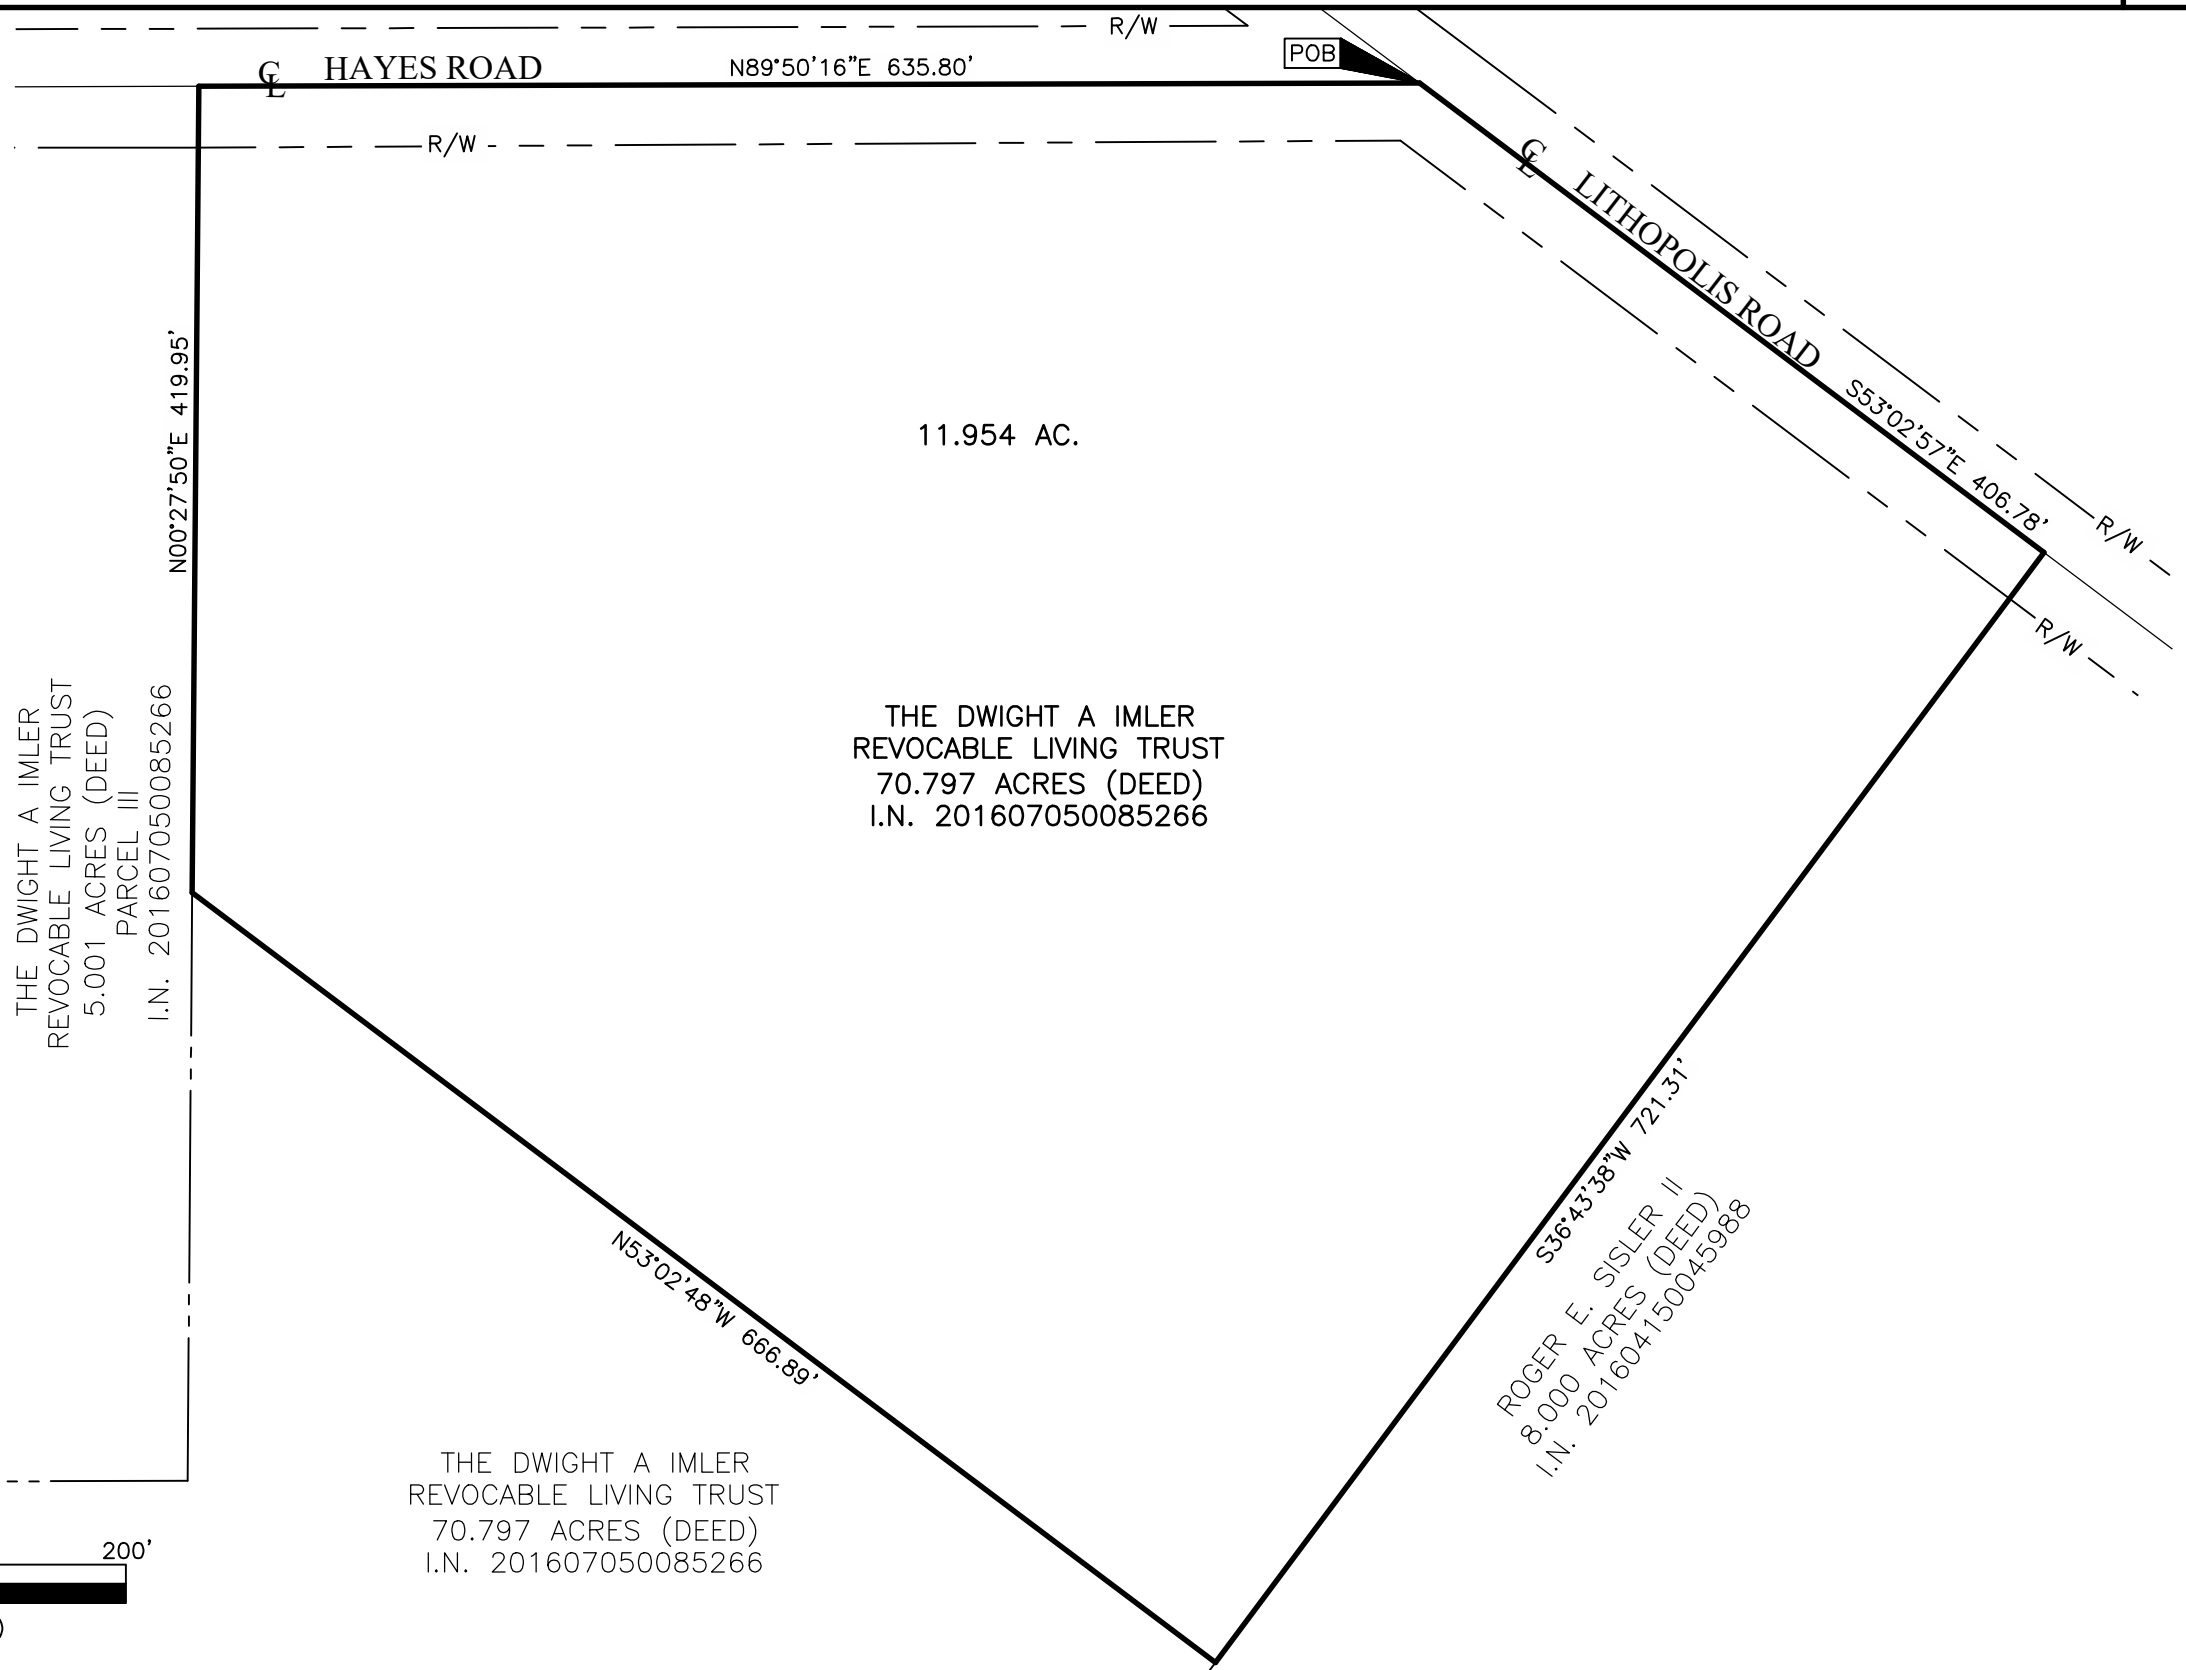 R/W
℄ HAYES ROAD N89°50'16"E 635.80'
POB
R/W
℄ LITHOPOLIS ROAD S53°02'57"E 406.78'
R/W
R/W
N00°27'50"E 419.95'
11.954 AC.
THE DWIGHT A IMLER
REVOCABLE LIVING TRUST
5.001 ACRES (DEED)
PARCEL III
I.N. 201607050085266
THE DWIGHT A IMLER
REVOCABLE LIVING TRUST
70.797 ACRES (DEED)
I.N. 201607050085266
S36°43'38"W 721.31'
ROGER E. SISLER II
8.000 ACRES (DEED)
I.N. 201604150045988
N53°02'48"W 666.89'
THE DWIGHT A IMLER
REVOCABLE LIVING TRUST
70.797 ACRES (DEED)
I.N. 201607050085266
200'
)